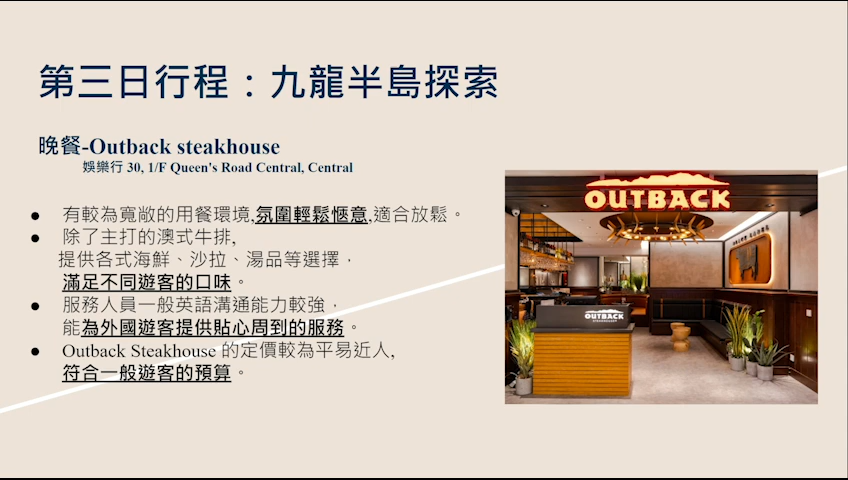 第三日行程：九龍半島探索
晚餐-Outback steakhouse
娛樂行 30, 1/F Queen's Road Central, Central
● 有較為寬敞的用餐環境,氛圍輕鬆愜意,適合放鬆。
● 除了主打的澳式牛排,
提供各式海鮮、沙拉、湯品等選擇，
滿足不同遊客的口味。
● 服務人員一般英語溝通能力較強，
能為外國遊客提供貼心周到的服務。
● Outback Steakhouse 的定價較為平易近人,
符合一般遊客的預算。
OUTBACK
OUTBACK
STEAKHOUSE